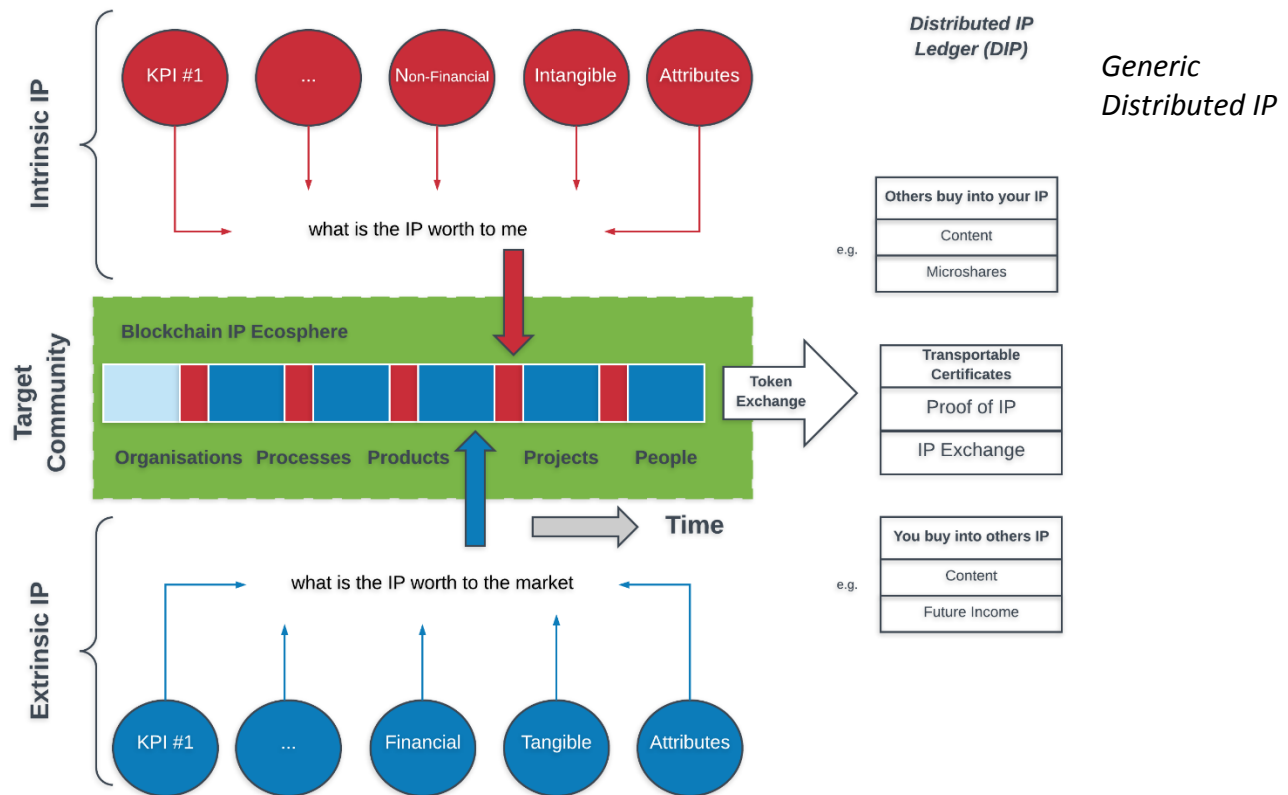 Intrinsic IP
KPI #1
...
Non-Financial
Intangible
Attributes
what is the IP worth to me
Distributed IP
Ledger (DIP)
Generic
Distributed IP
Others buy into your IP
e.g.
Content
Microshares
Target
Community
Blockchain IP Ecosphere
Organisations
Processes
Products
Projects
People
Token
Exchange
Transportable
Certificates
Proof of IP
IP Exchange
Time
Extrinsic IP
what is the IP worth to the market
KPI #1
...
Financial
Tangible
Attributes
You buy into others IP
e.g.
Content
Future Income